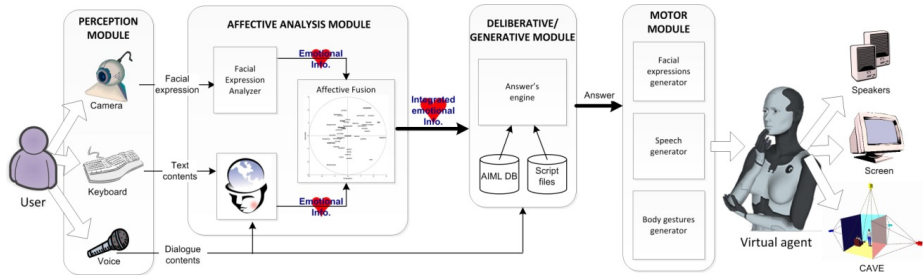 PERCEPTION
MODULE
AFFECTIVE ANALYSIS MODULE
DELIBERATIVE/
GENERATIVE MODULE
MOTOR
MODULE
User
Camera
Keyboard
Voice
Facial
expression
Text
contents
Dialogue
contents
Facial
Expression
Analyzer
Emotional
Info.
Affective Fusion
Emotional
Info.
Integrated
emotional
Info.
Answer's
engine
AIML DB
Script
files
Answer
Facial
expressions
generator
Speech
generator
Body gestures
generator
Virtual agent
Speakers
Screen
CAVE